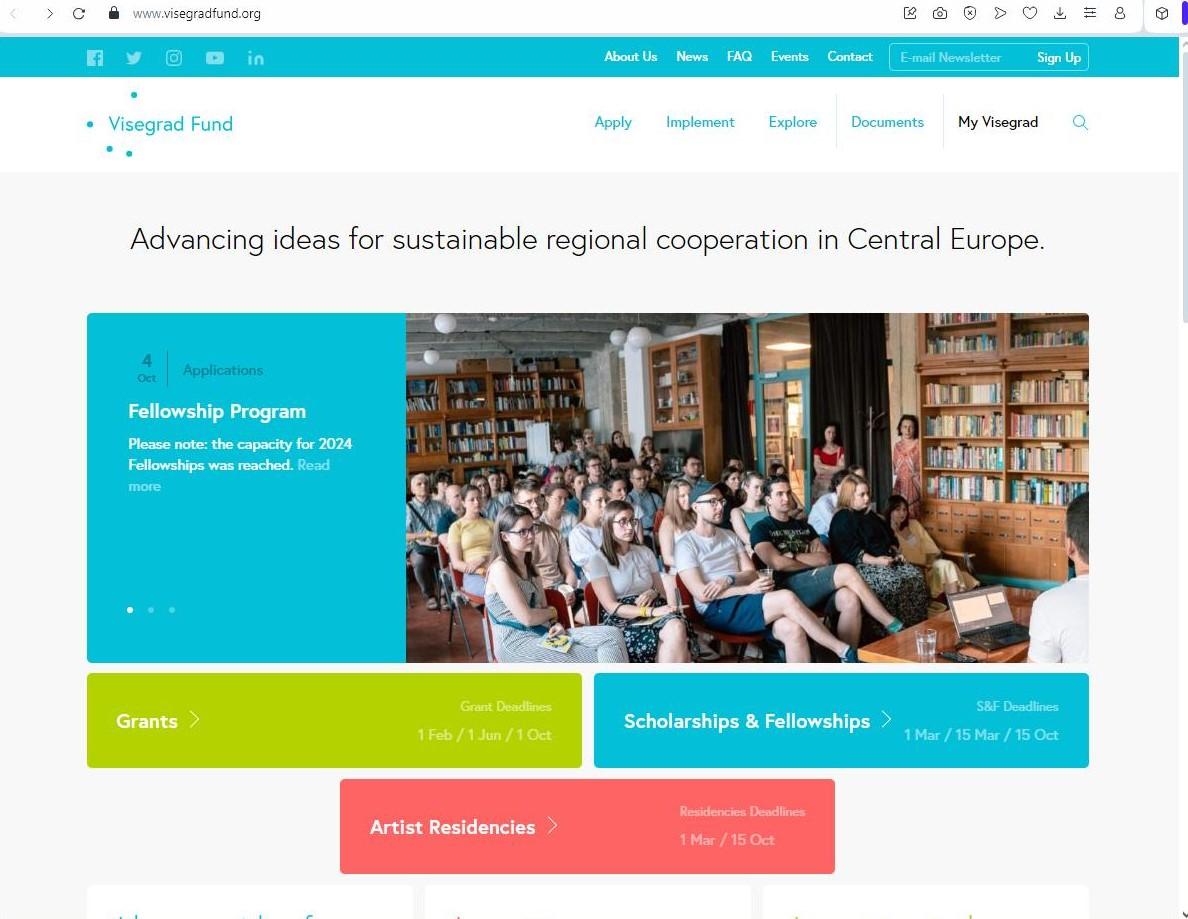 www.visegradfund.org
About Us News FAQ Events Contact E-mail Newsletter Sign Up
Visegrad Fund
Apply Implement Explore Documents My Visegrad
Advancing ideas for sustainable regional cooperation in Central Europe.
4
Oct
Applications
Fellowship Program
Please note: the capacity for 2024
Fellowships was reached. Read
more
Grants
Grant Deadlines
1 Feb / 1 Jun / 1 Oct
Scholarships & Fellowships
S&F Deadlines
1 Mar / 15 Mar / 15 Oct
Artist Residencies
Residencies Deadlines
1 Mar / 15 Oct